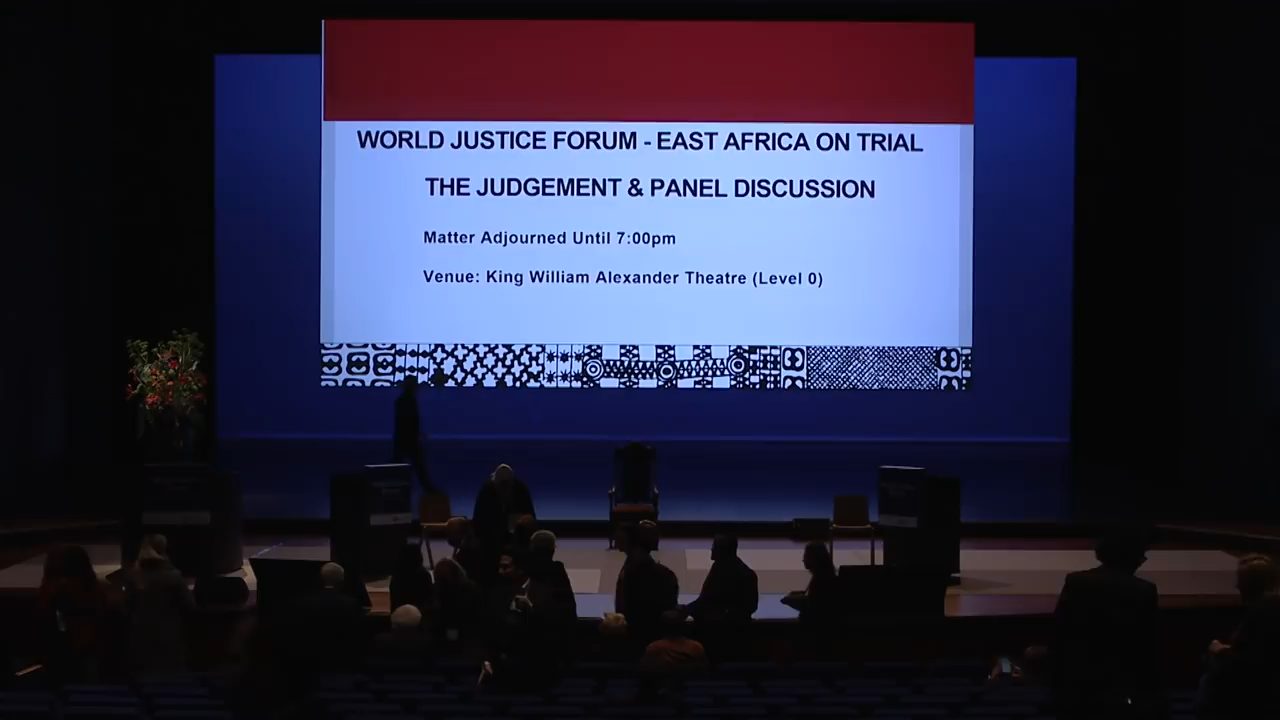 WORLD JUSTICE FORUM - EAST AFRICA ON TRIAL
THE JUDGEMENT & PANEL DISCUSSION
Matter Adjourned Until 7:00pm
Venue: King William Alexander Theatre (Level 0)